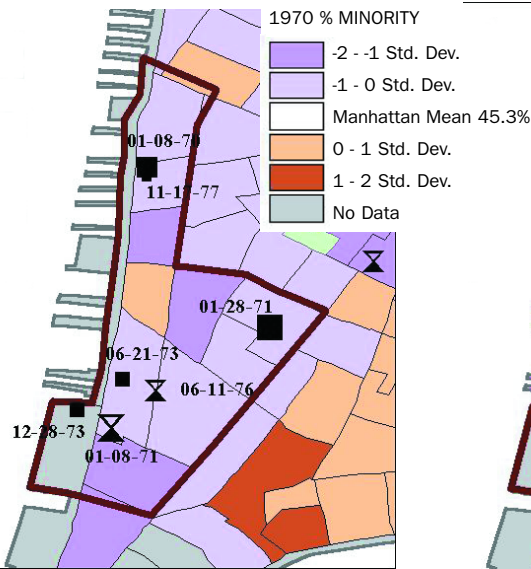 1970 % MINORITY
-2 - -1 Std. Dev.
-1 - 0 Std. Dev.
Manhattan Mean 45.3%
0 - 1 Std. Dev.
1 - 2 Std. Dev.
No Data
01-08-70
11-17-77
01-28-71
06-21-73
06-11-76
12-28-73
01-08-71